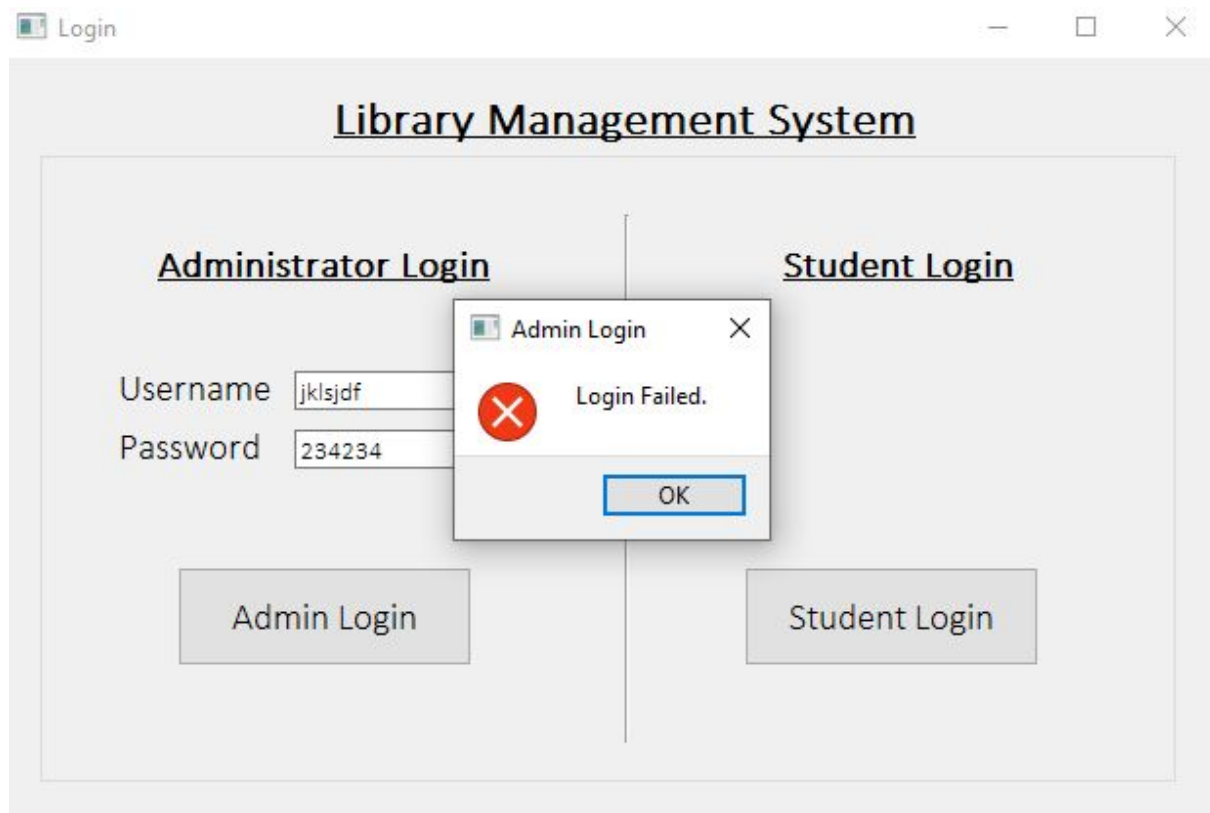 Login
Library Management System
Administrator Login
Student Login
Admin Login
Login Failed.
OK
Username jklsjdf
Password 234234
Admin Login
Student Login